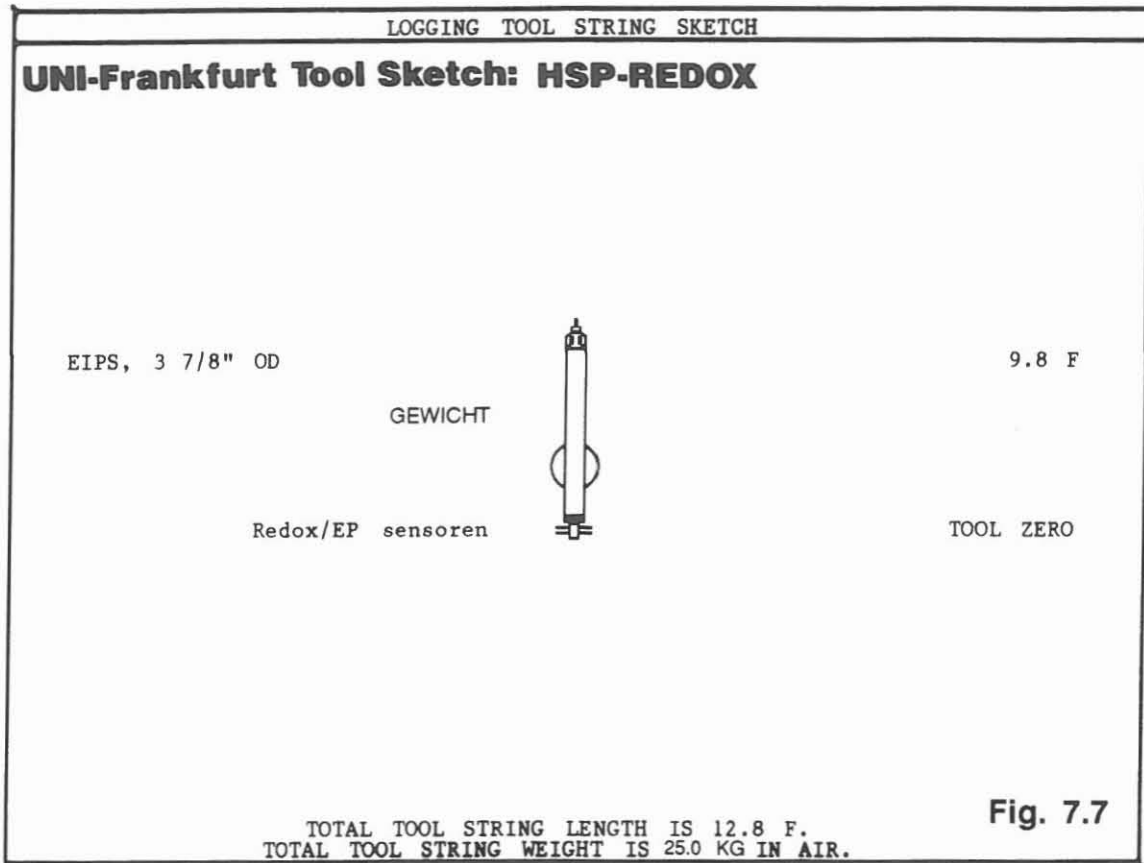 LOGGING TOOL STRING SKETCH
UNI-Frankfurt Tool Sketch: HSP-REDOX
EIPS, 3 7/8" OD
9.8 F
GEWICHT
Redox/EP sensoren
TOOL ZERO
Fig. 7.7
TOTAL TOOL STRING LENGTH IS 12.8 F.
TOTAL TOOL STRING WEIGHT IS 25.0 KG IN AIR.